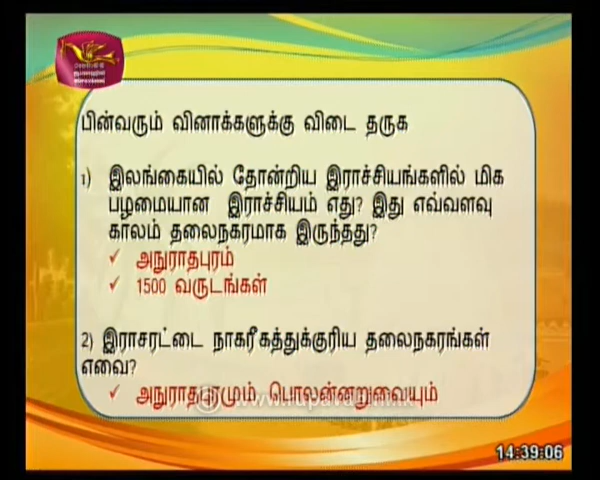 பின்வரும் வினாக்களுக்கு விடை தருக
1) இலங்கையில் தோன்றிய இராச்சியங்களில் மிக
பழமையான இராச்சியம் எது? இது எவ்வளவு
காலம் தலைநகரமாக இருந்தது?
✓ அநுராதபுரம்
✓ 1500 வருடங்கள்
2) இராசரட்டை நாகரீகத்துக்குரிய தலைநகரங்கள்
எவை?
✓ அநுராதபுரமும், பொலன்னறுவையும்
14:39:06